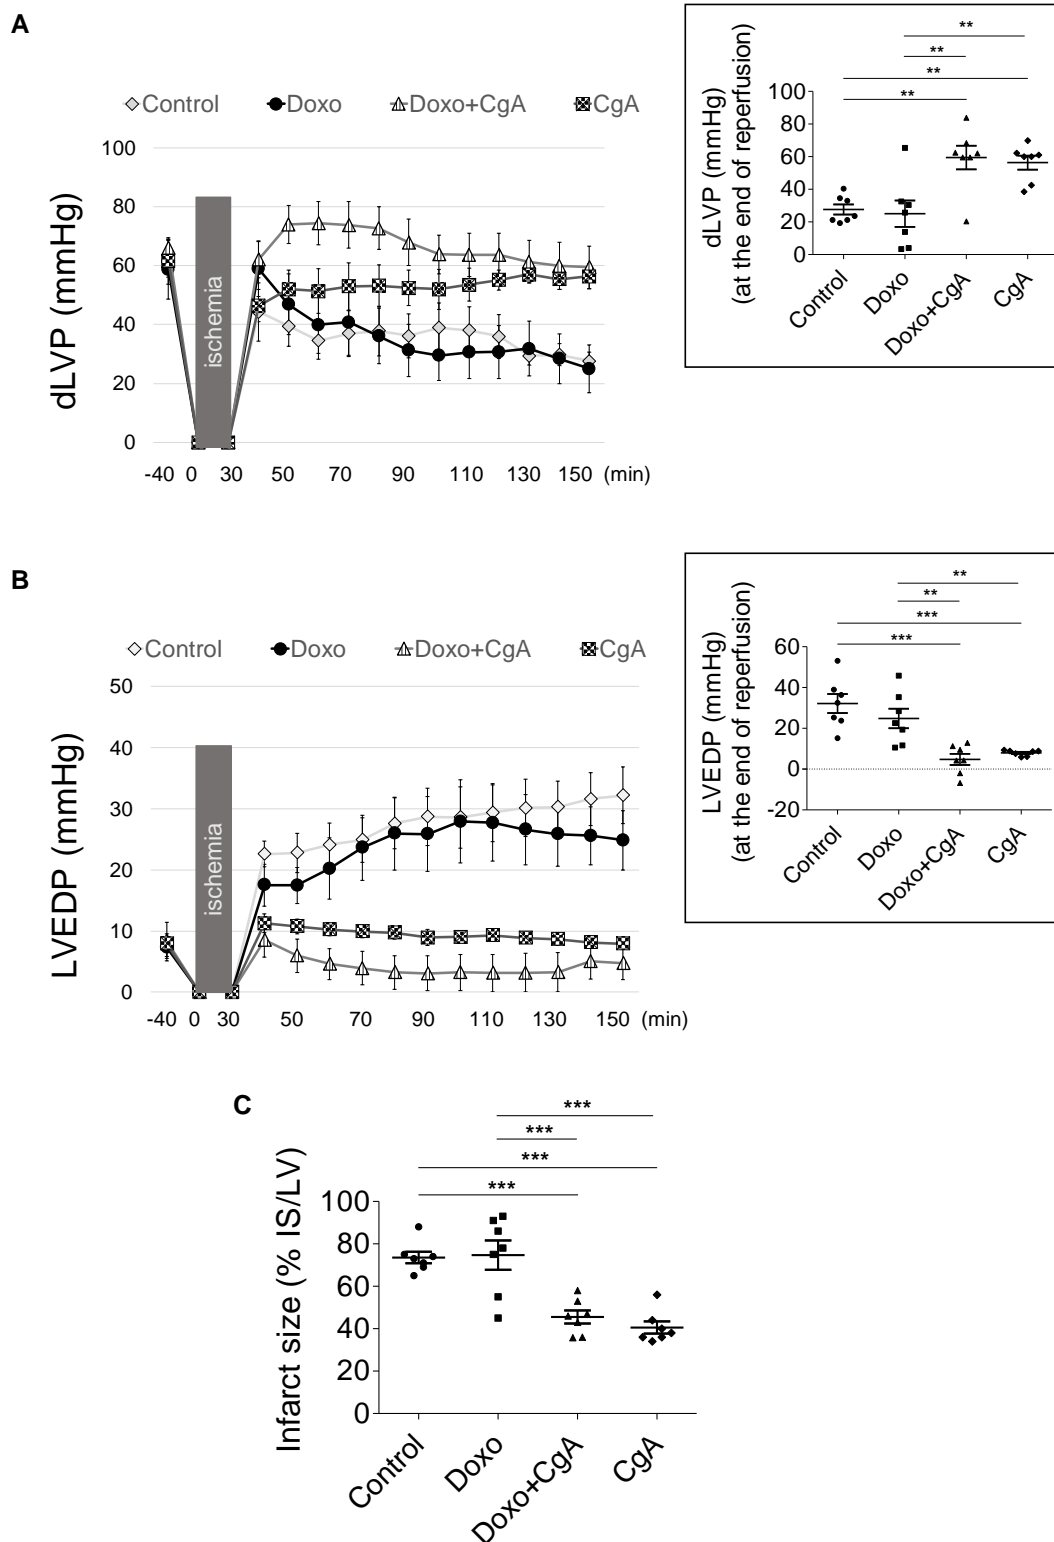 A
Control Doxo Doxo+CgA CgA
dLVP (mmHg)
100
80
60
40
20
0
ischemia
-40 0 30 50 70 90 110 130 150 (min)
**
**
**
**
dLVP (mmHg)
(at the end of reperfusion)
100
80
60
40
20
0
Control Doxo Doxo+CgA CgA
B
Control Doxo Doxo+CgA CgA
LVEDP (mmHg)
50
40
30
20
10
0
ischemia
-40 0 30 50 70 90 110 130 150 (min)
**
**
***
***
LVEDP (mmHg)
(at the end of reperfusion)
60
40
20
0
-20
Control Doxo Doxo+CgA CgA
C
***
***
***
***
Infarct size (% IS/LV)
100
80
60
40
20
0
Control Doxo Doxo+CgA CgA